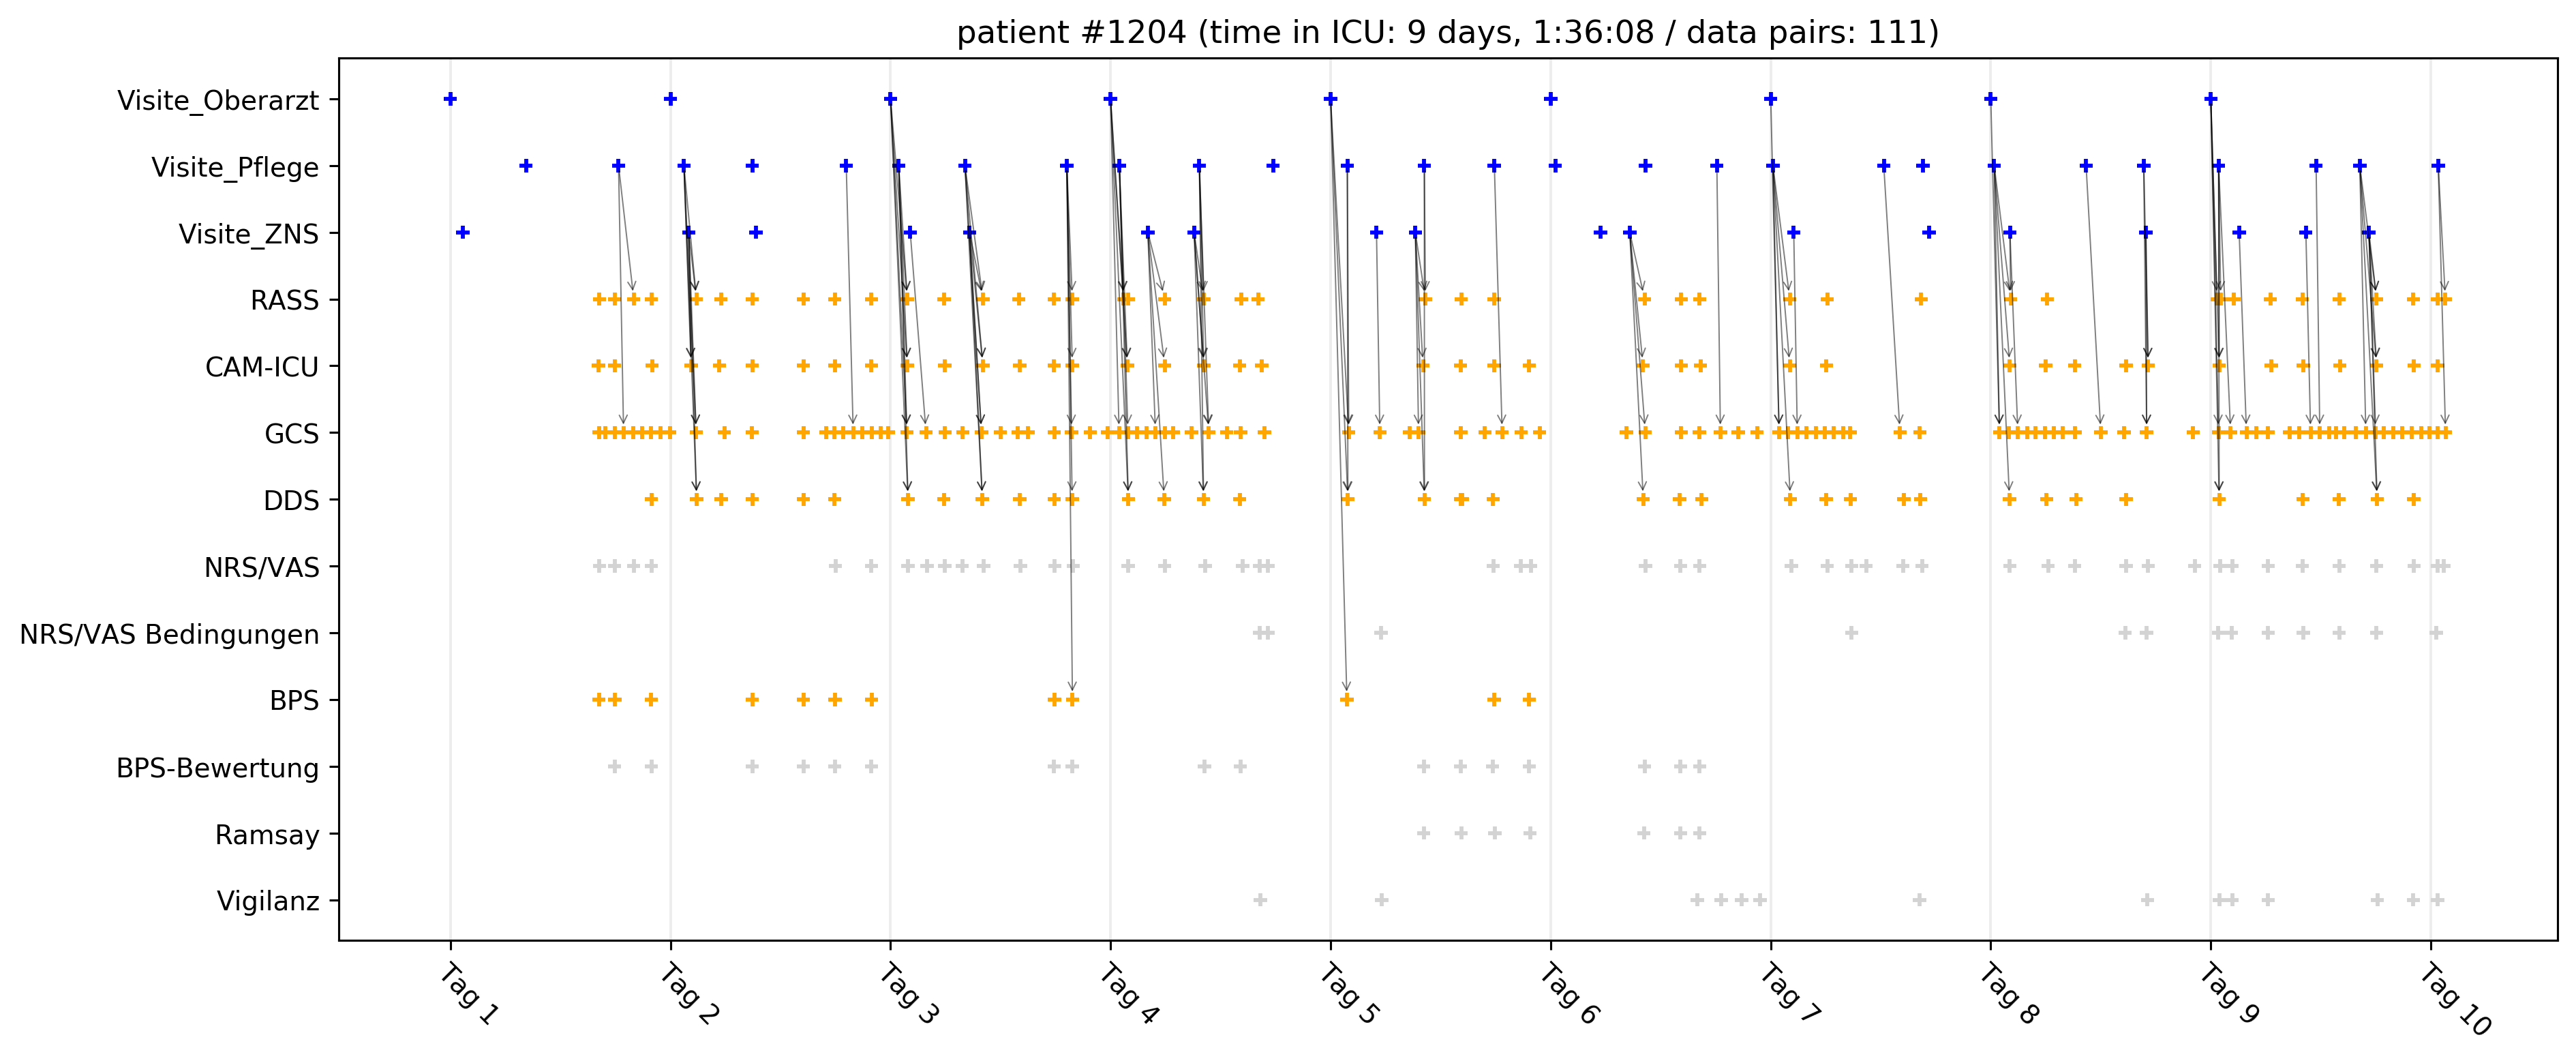 patient #1204 (time in ICU: 9 days, 1:36:08 / data pairs: 111)
Visite_Oberarzt
Visite_Pflege
Visite_ZNS
RASS
CAM-ICU
GCS
DDS
NRS/VAS
NRS/VAS Bedingungen
BPS
BPS-Bewertung
Ramsay
Vigilanz
Tag 1
Tag 2
Tag 3
Tag 4
Tag 5
Tag 6
Tag 7
Tag 8
Tag 9
Tag 10